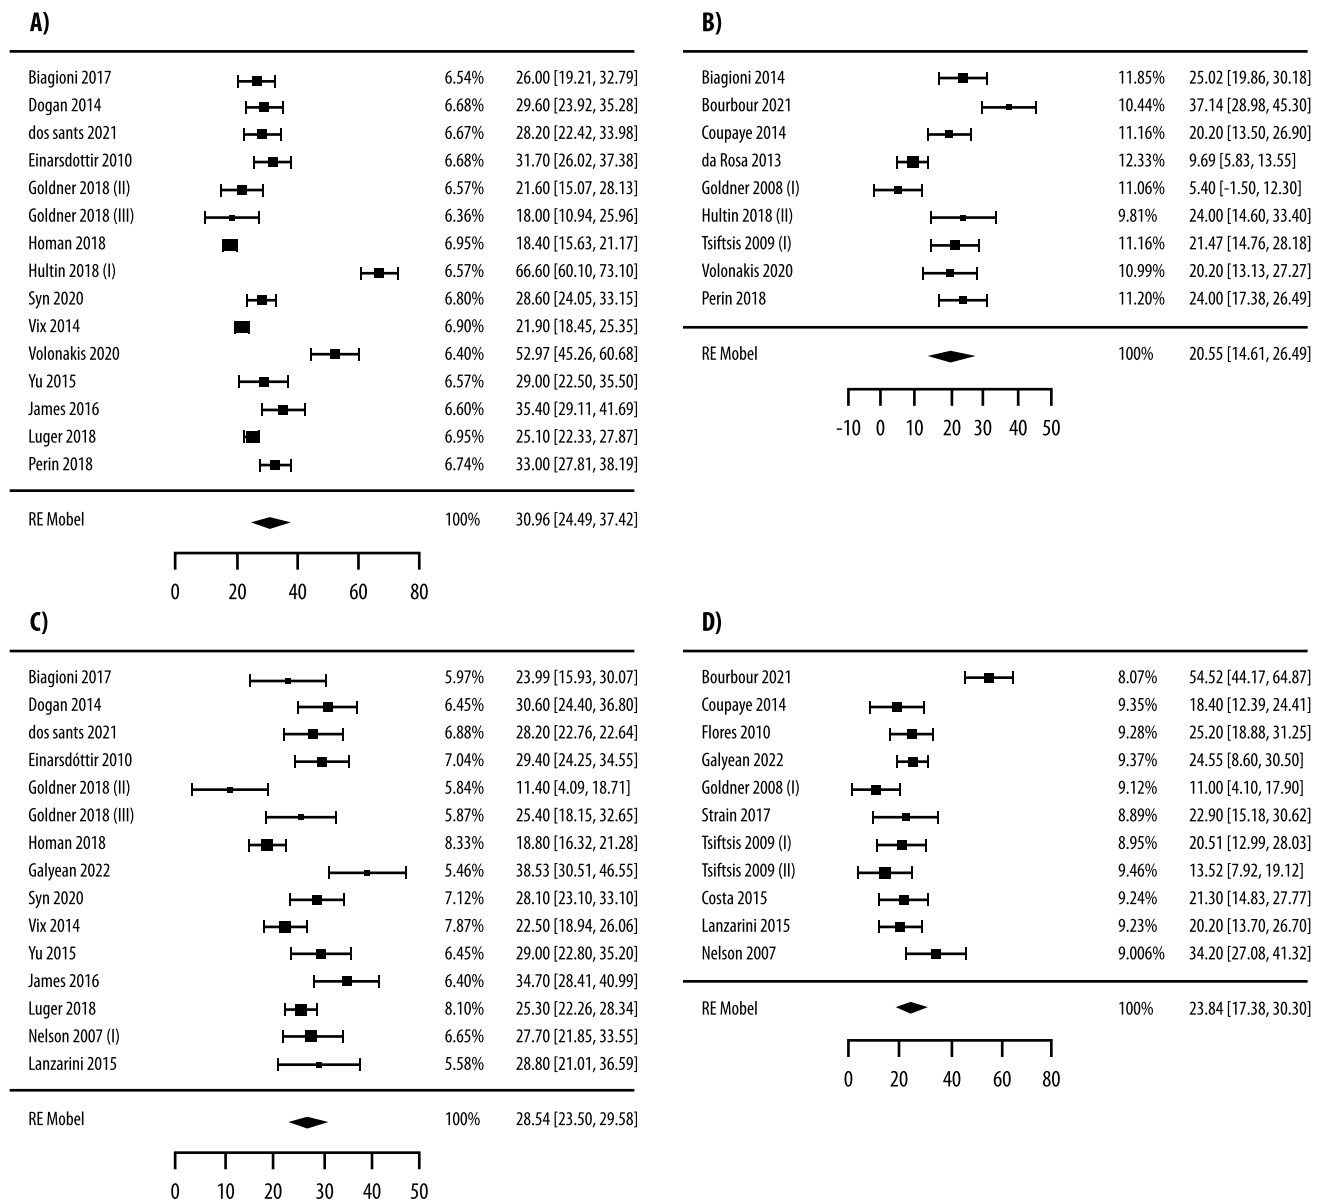 A)
Biagioni 2017 6.54% 26.00 [19.21, 32.79]
Dogan 2014 6.68% 29.60 [23.92, 35.28]
dos sants 2021 6.67% 28.20 [22.42, 33.98]
Einarsdottir 2010 6.68% 31.70 [26.02, 37.38]
Goldner 2018 (II) 6.57% 21.60 [15.07, 28.13]
Goldner 2018 (III) 6.36% 18.00 [10.94, 25.96]
Homan 2018 6.95% 18.40 [15.63, 21.17]
Hultin 2018 (I) 6.57% 66.60 [60.10, 73.10]
Syn 2020 6.80% 28.60 [24.05, 33.15]
Vix 2014 6.90% 21.90 [18.45, 25.35]
Volonakis 2020 6.40% 52.97 [45.26, 60.68]
Yu 2015 6.57% 29.00 [22.50, 35.50]
James 2016 6.60% 35.40 [29.11, 41.69]
Luger 2018 6.95% 25.10 [22.33, 27.87]
Perin 2018 6.74% 33.00 [27.81, 38.19]
RE Mobel 100% 30.96 [24.49, 37.42]
0 20 40 60 80
B)
Biagioni 2014 11.85% 25.02 [19.86, 30.18]
Bourbour 2021 10.44% 37.14 [28.98, 45.30]
Coupaye 2014 11.16% 20.20 [13.50, 26.90]
da Rosa 2013 12.33% 9.69 [5.83, 13.55]
Goldner 2008 (I) 11.06% 5.40 [-1.50, 12.30]
Hultin 2018 (II) 9.81% 24.00 [14.60, 33.40]
Tsiftsis 2009 (I) 11.16% 21.47 [14.76, 28.18]
Volonakis 2020 10.99% 20.20 [13.13, 27.27]
Perin 2018 11.20% 24.00 [17.38, 26.49]
RE Mobel 100% 20.55 [14.61, 26.49]
-10 0 10 20 30 40 50
C)
Biagioni 2017 5.97% 23.99 [15.93, 30.07]
Dogan 2014 6.45% 30.60 [24.40, 36.80]
dos sants 2021 6.88% 28.20 [22.76, 22.64]
Einarsdóttir 2010 7.04% 29.40 [24.25, 34.55]
Goldner 2018 (II) 5.84% 11.40 [4.09, 18.71]
Goldner 2018 (III) 5.87% 25.40 [18.15, 32.65]
Homan 2018 8.33% 18.80 [16.32, 21.28]
Galyean 2022 5.46% 38.53 [30.51, 46.55]
Syn 2020 7.12% 28.10 [23.10, 33.10]
Vix 2014 7.87% 22.50 [18.94, 26.06]
Yu 2015 6.45% 29.00 [22.80, 35.20]
James 2016 6.40% 34.70 [28.41, 40.99]
Luger 2018 8.10% 25.30 [22.26, 28.34]
Nelson 2007 (I) 6.65% 27.70 [21.85, 33.55]
Lanzarini 2015 5.58% 28.80 [21.01, 36.59]
RE Mobel 100% 28.54 [23.50, 29.58]
0 10 20 30 40 50
D)
Bourbour 2021 8.07% 54.52 [44.17, 64.87]
Coupaye 2014 9.35% 18.40 [12.39, 24.41]
Flores 2010 9.28% 25.20 [18.88, 31.25]
Galyean 2022 9.37% 24.55 [8.60, 30.50]
Goldner 2008 (I) 9.12% 11.00 [4.10, 17.90]
Strain 2017 8.89% 22.90 [15.18, 30.62]
Tsiftsis 2009 (I) 8.95% 20.51 [12.99, 28.03]
Tsiftsis 2009 (II) 9.46% 13.52 [7.92, 19.12]
Costa 2015 9.24% 21.30 [14.83, 27.77]
Lanzarini 2015 9.23% 20.20 [13.70, 26.70]
Nelson 2007 9.006% 34.20 [27.08, 41.32]
RE Mobel 100% 23.84 [17.38, 30.30]
0 20 40 60 80